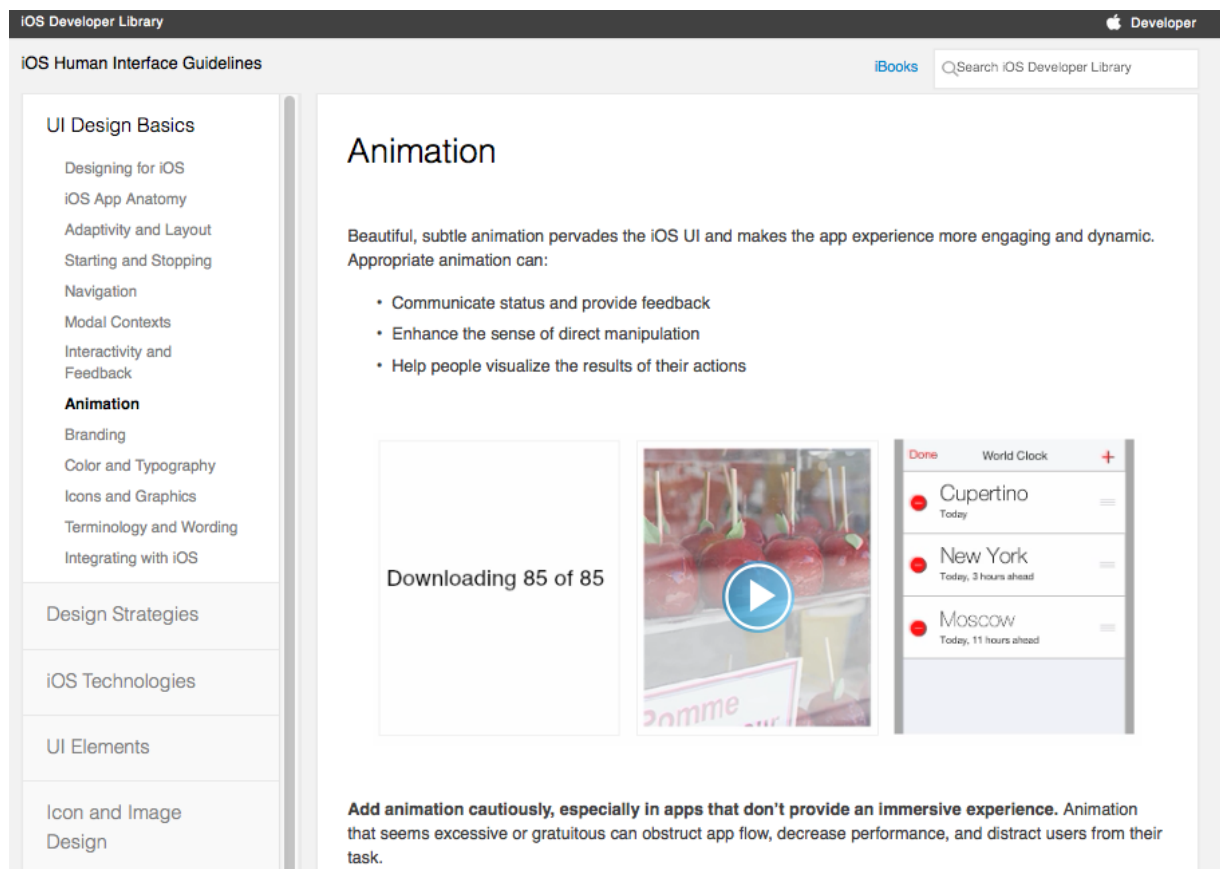 iOS Developer Library
Developer
iOS Human Interface Guidelines
iBooks
Search iOS Developer Library
UI Design Basics
Designing for iOS
iOS App Anatomy
Adaptivity and Layout
Starting and Stopping
Navigation
Modal Contexts
Interactivity and
Feedback
Animation
Branding
Color and Typography
Icons and Graphics
Terminology and Wording
Integrating with iOS
Design Strategies
iOS Technologies
UI Elements
Icon and Image
Design
Animation
Beautiful, subtle animation pervades the iOS UI and makes the app experience more engaging and dynamic.
Appropriate animation can:
• Communicate status and provide feedback
• Enhance the sense of direct manipulation
• Help people visualize the results of their actions
Downloading 85 of 85
Pomme
Done World Clock +
Cupertino
Today
New York
Today, 3 hours ahead
Moscow
Today, 11 hours ahead
Add animation cautiously, especially in apps that don't provide an immersive experience. Animation
that seems excessive or gratuitous can obstruct app flow, decrease performance, and distract users from their
task.